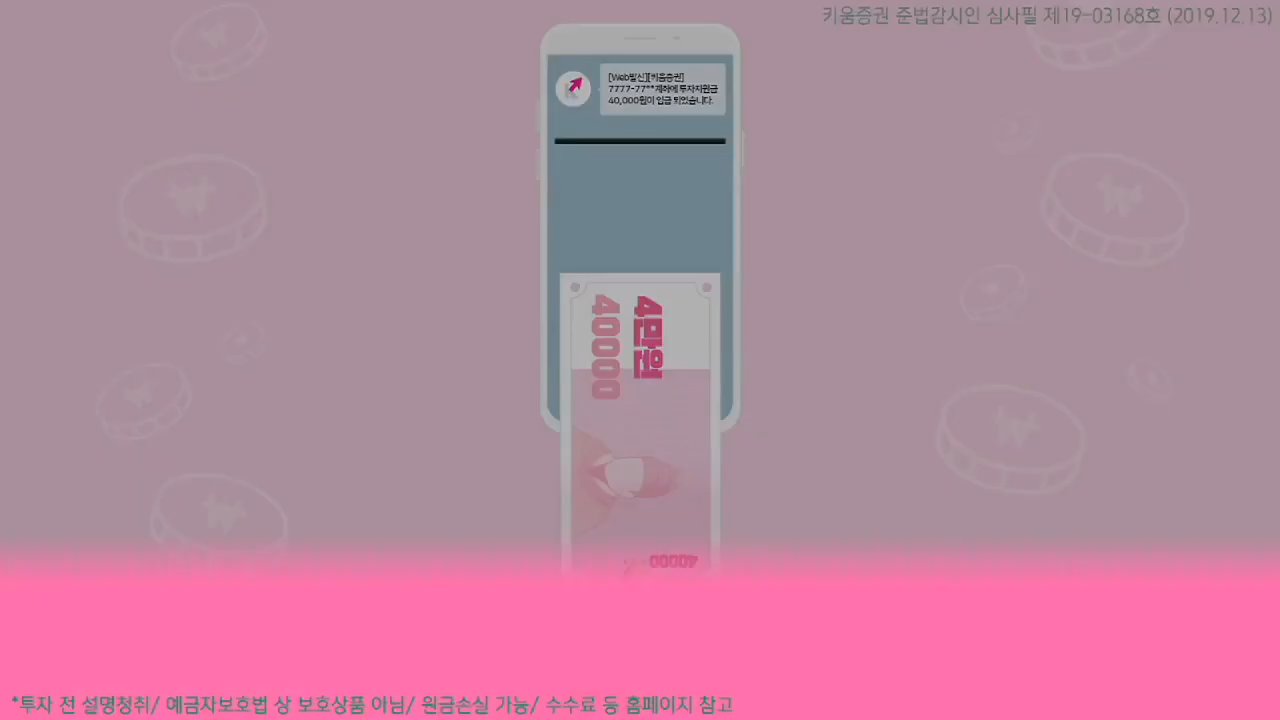 키움증권 준법감시인 심사필 제19-03168호 (2019.12.13)
[Web발신][키움증권]
7777-77**계좌에 투자지원금
40,000원이 입금 되었습니다.
4만원
40000
40000
*투자 전 설명청취/ 예금자보호법 상 보호상품 아님/ 원금손실 가능/ 수수료 등 홈페이지 참고